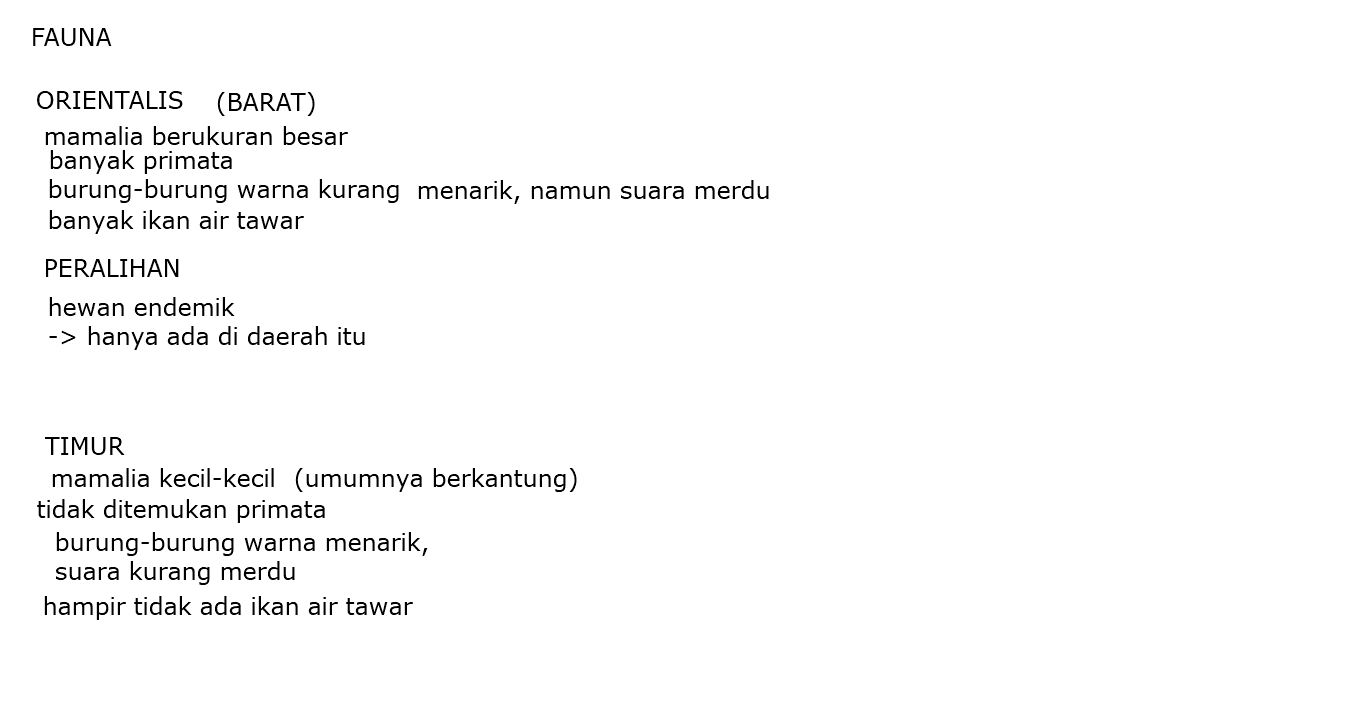 FAUNA
ORIENTALIS (BARAT)
mamalia berukuran besar
banyak primata
burung-burung warna kurang menarik, namun suara merdu
banyak ikan air tawar
PERALIHAN
hewan endemik
-> hanya ada di daerah itu
TIMUR
mamalia kecil-kecil (umumnya berkantung)
tidak ditemukan primata
burung-burung warna menarik,
suara kurang merdu
hampir tidak ada ikan air tawar